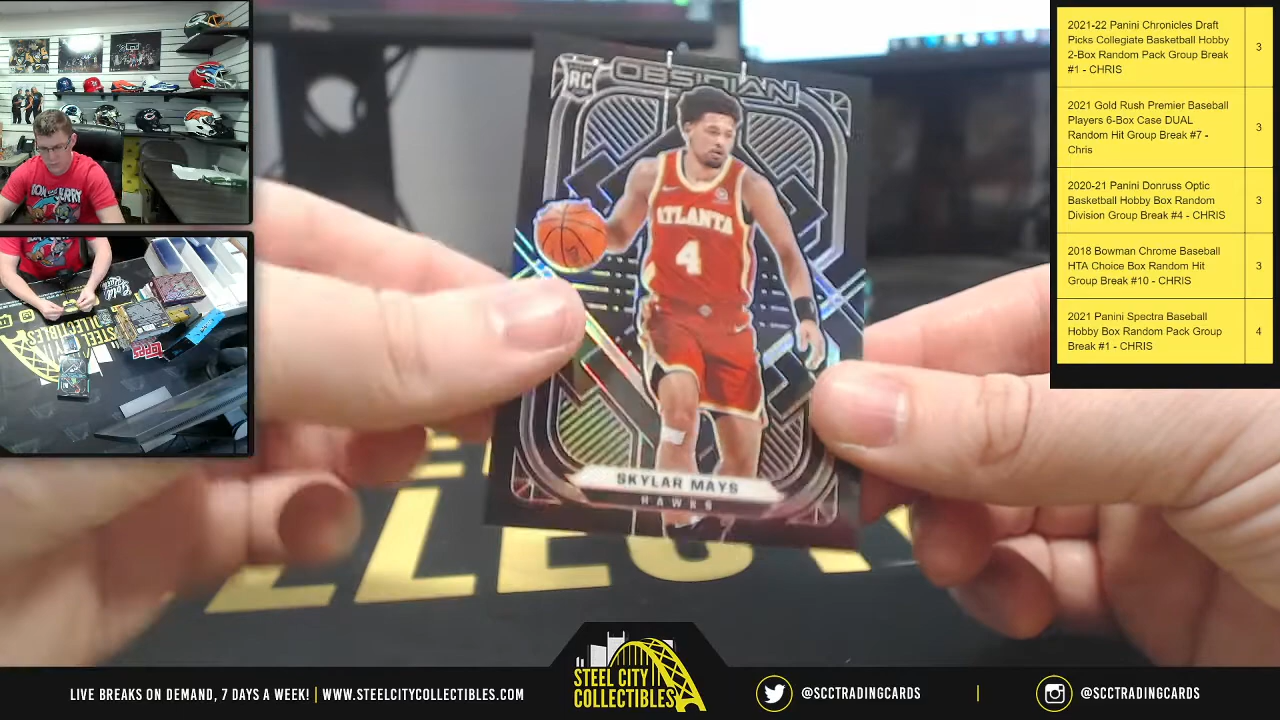 2021-22 Panini Chronicles Draft
Picks Collegiate Basketball Hobby
2-Box Random Pack Group Break
#1 - CHRIS
3
2021 Gold Rush Premier Baseball
Players 6-Box Case DUAL
Random Hit Group Break #7 -
Chris
3
2020-21 Panini Donruss Optic
Basketball Hobby Box Random
Division Group Break #4 - CHRIS
3
2018 Bowman Chrome Baseball
HTA Choice Box Random Hit
Group Break #10 - CHRIS
3
2021 Panini Spectra Baseball
Hobby Box Random Pack Group
Break #1 - CHRIS
4
RC
OBSIDIAN
ATLANTA
4
SKYLAR MAYS
HAWKS
STEEL CITY
COLLECTIBLES
LIVE BREAKS ON DEMAND, 7 DAYS A WEEK! | WWW.STEELCITYCOLLECTIBLES.COM
@SCCTRADINGCARDS
@SCCTRADINGCARDS